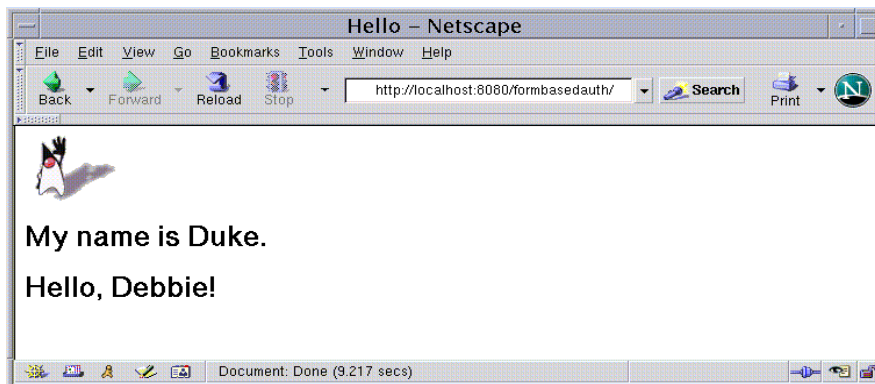 Hello – Netscape
File Edit View Go Bookmarks Tools Window Help
http://localhost:8080/formbasedauth/ Search
Back Forward Reload Stop Print N
My name is Duke.
Hello, Debbie!
Document: Done (9.217 secs)